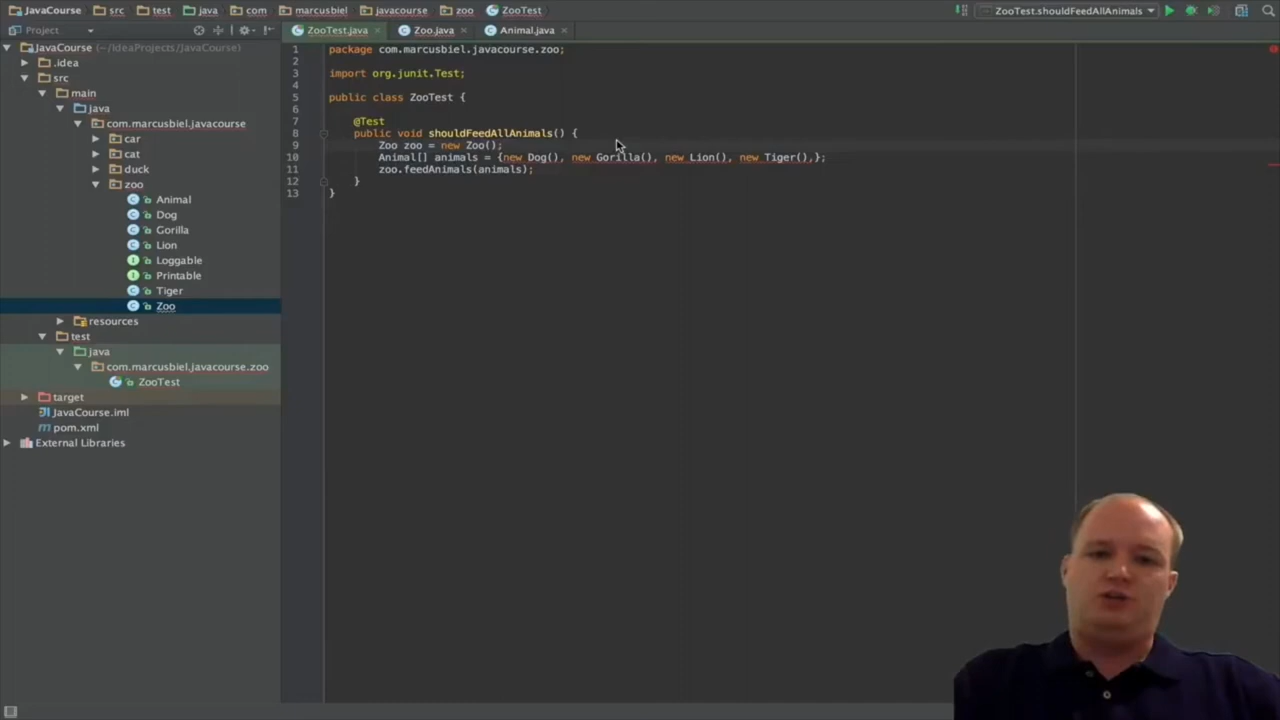 JavaCourse src test java com marcusbiel javacourse zoo ZooTest ZooTest.shouldFeedAllAnimals
Project
ZooTest.java Zoo.java Animal.java
JavaCourse (~/IdeaProjects/JavaCourse)
.idea
src
main
java
com.marcusbiel.javacourse
car
cat
duck
zoo
Animal
Dog
Gorilla
Lion
Loggable
Printable
Tiger
Zoo
resources
test
java
com.marcusbiel.javacourse.zoo
ZooTest
target
JavaCourse.iml
pom.xml
External Libraries
1 package com.marcusbiel.javacourse.zoo;
2
3 import org.junit.Test;
4
5 public class ZooTest {
6
7 @Test
8 public void shouldFeedAllAnimals() {
9 Zoo zoo = new Zoo();
10 Animal[] animals = {new Dog(), new Gorilla(), new Lion(), new Tiger(),};
11 zoo.feedAnimals(animals);
12 }
13 }